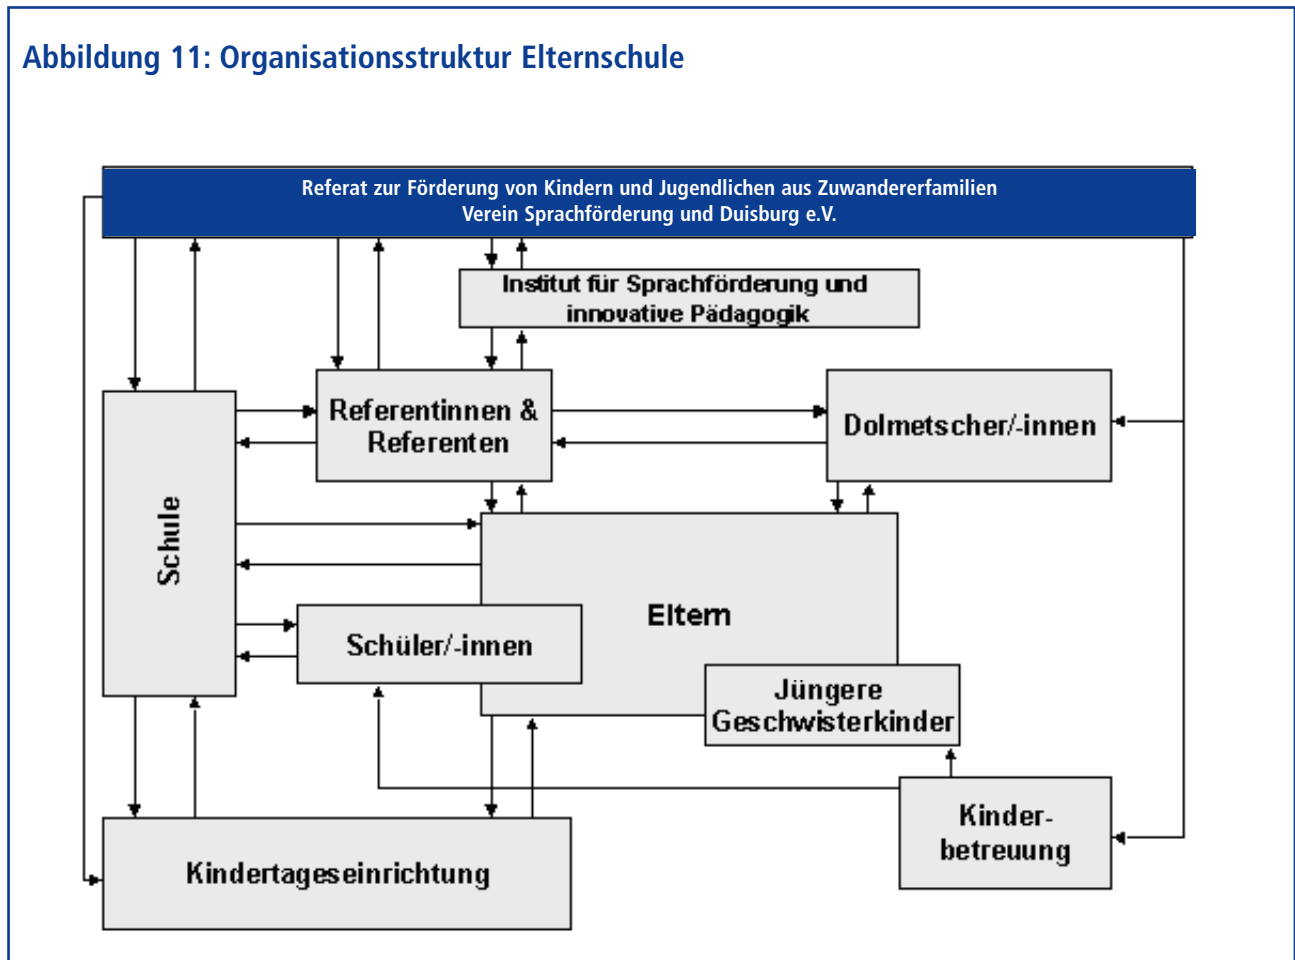 Abbildung 11: Organisationsstruktur Elternschule
Referat zur Förderung von Kindern und Jugendlichen aus Zuwandererfamilien
Verein Sprachförderung und Duisburg e.V.
Institut für Sprachförderung und
innovative Pädagogik
Referentinnen &
Referenten
Dolmetscher/-innen
Schule
Eltern
Schüler/-innen
Jüngere
Geschwisterkinder
Kinder-
betreuung
Kindertageseinrichtung